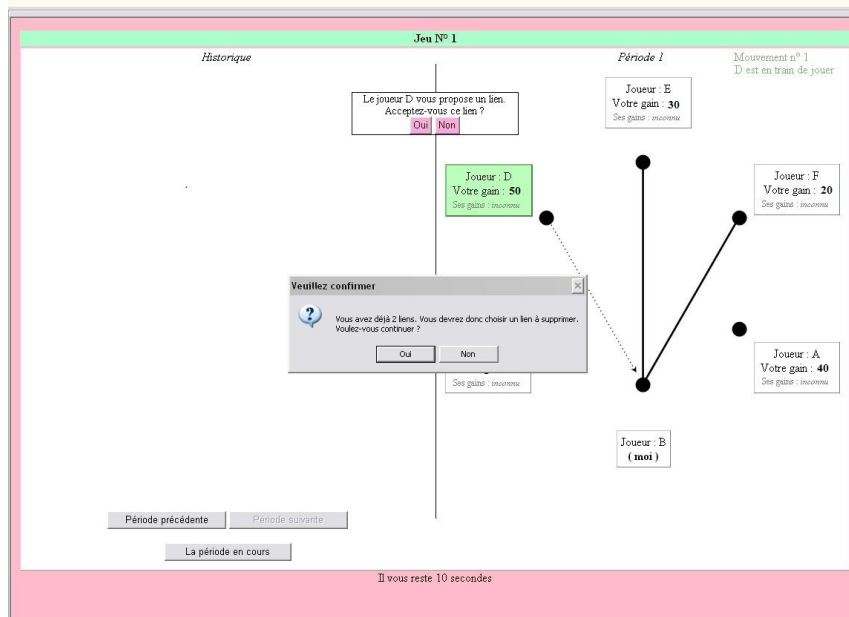 Jeu N° 1
Historique
Période 1
Mouvement n° 1
D est en train de jouer
Le joueur D vous propose un lien.
Acceptez-vous ce lien ?
Oui Non
Joueur : E
Votre gain : 30
Ses gains : inconnu
Joueur : D
Votre gain : 50
Ses gains : inconnu
Joueur : F
Votre gain : 20
Ses gains : inconnu
Veuillez confirmer
Vous avez déjà 2 liens. Vous devrez donc choisir un lien à supprimer.
Voulez-vous continuer ?
Oui Non
Ses gains : inconnu
Joueur : A
Votre gain : 40
Ses gains : inconnu
Joueur : B
( moi )
Période précédente Période suivante
La période en cours
Il vous reste 10 secondes